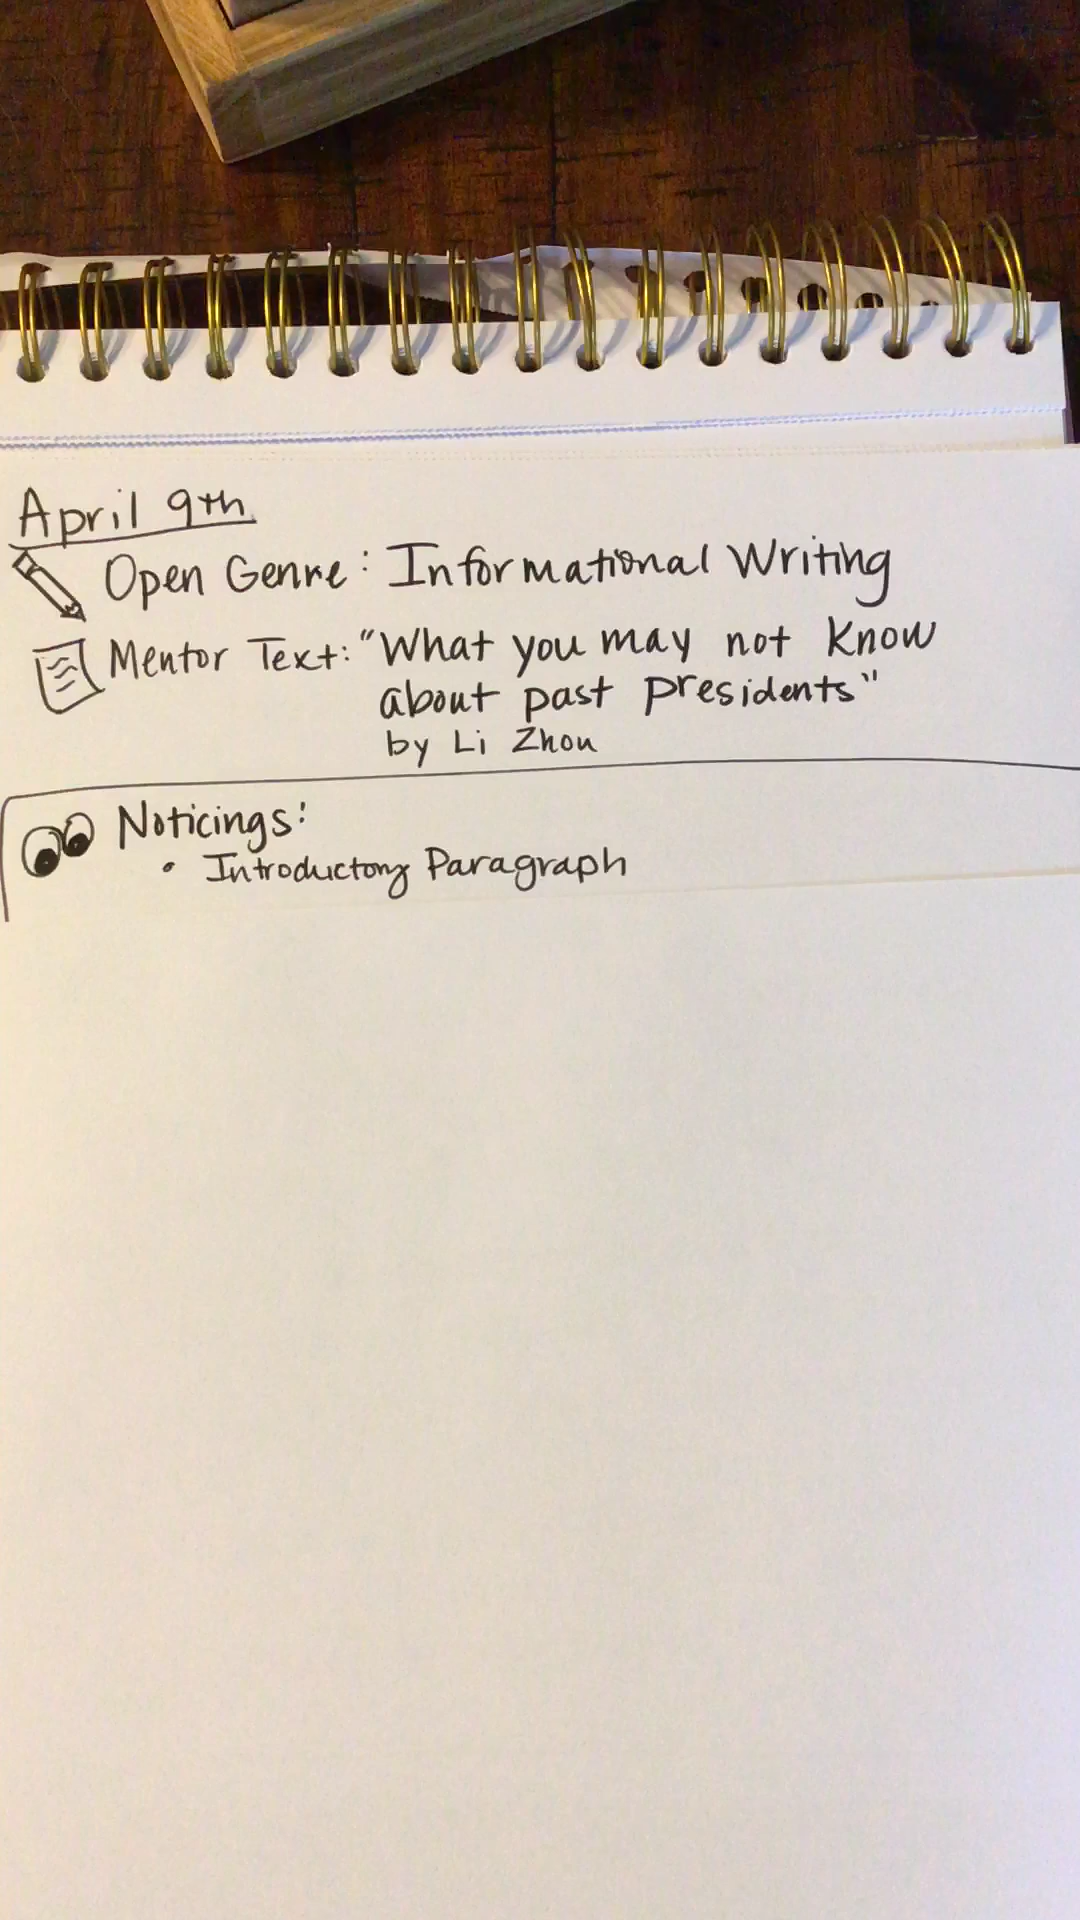 April 9th
Open Genre: Informational Writing
Mentor Text: "What you may not know
about past presidents"
by Li Zhou
Noticings:
• Introductory Paragraph